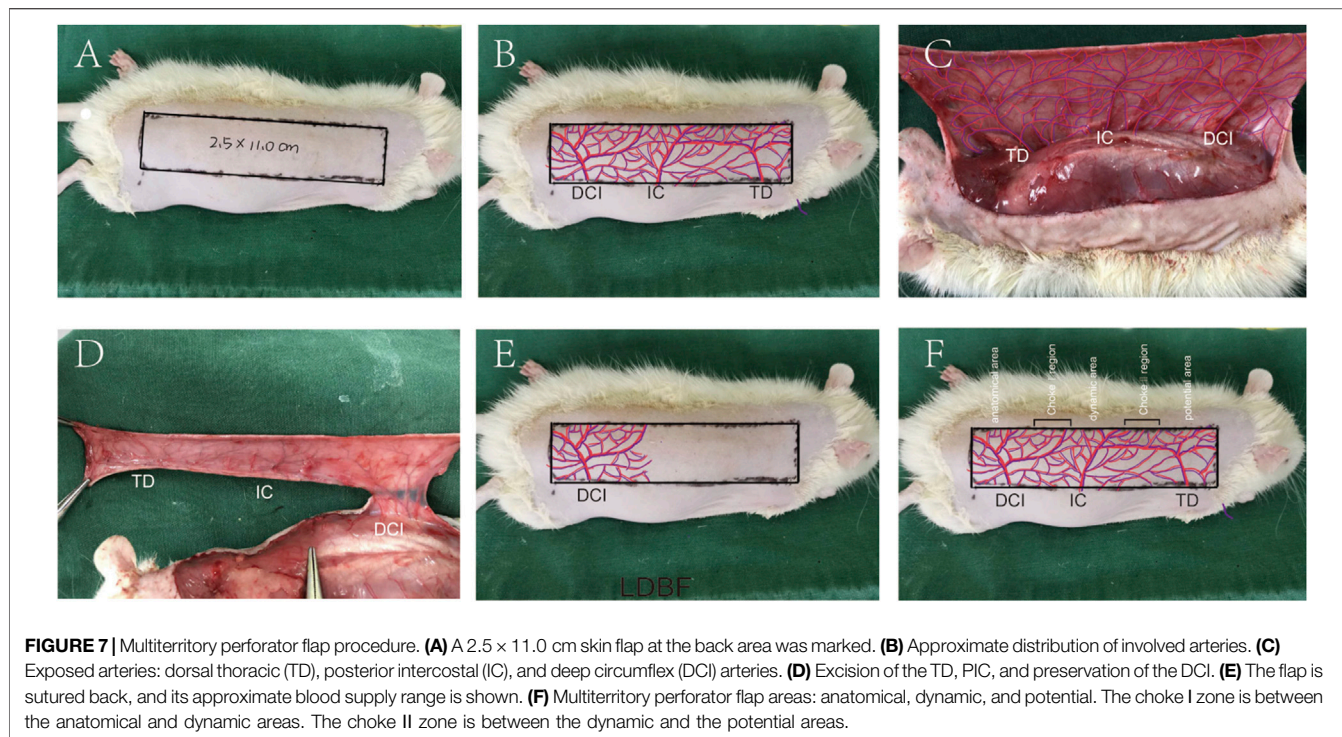 A
2.5 × 11.0 cm
B
DCI IC TD
C
TD IC DCI
D
TD IC
DCI
E
DCI
LDBF
F
anatomical area
Choke I region
dynamic area
Choke II region
potential area
DCI IC TD
FIGURE 7 | Multiterritory perforator flap procedure. (A) A 2.5 × 11.0 cm skin flap at the back area was marked. (B) Approximate distribution of involved arteries. (C)
Exposed arteries: dorsal thoracic (TD), posterior intercostal (IC), and deep circumflex (DCI) arteries. (D) Excision of the TD, PIC, and preservation of the DCI. (E) The flap is
sutured back, and its approximate blood supply range is shown. (F) Multiterritory perforator flap areas: anatomical, dynamic, and potential. The choke I zone is between
the anatomical and dynamic areas. The choke II zone is between the dynamic and the potential areas.